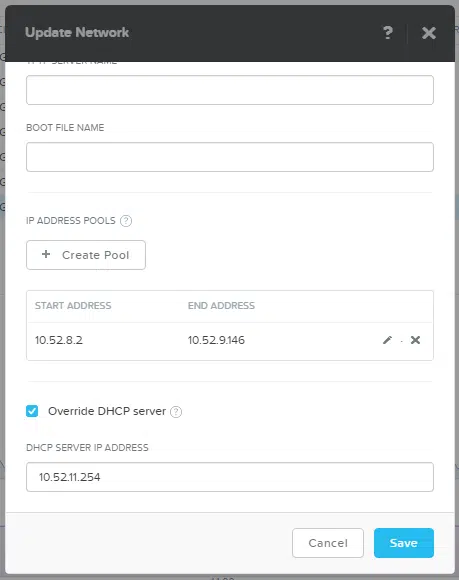 Update Network
?
TFTP SERVER NAME
BOOT FILE NAME
IP ADDRESS POOLS ?
+ Create Pool
START ADDRESS END ADDRESS
10.52.8.2 10.52.9.146
Override DHCP server ?
DHCP SERVER IP ADDRESS
10.52.11.254
Cancel Save